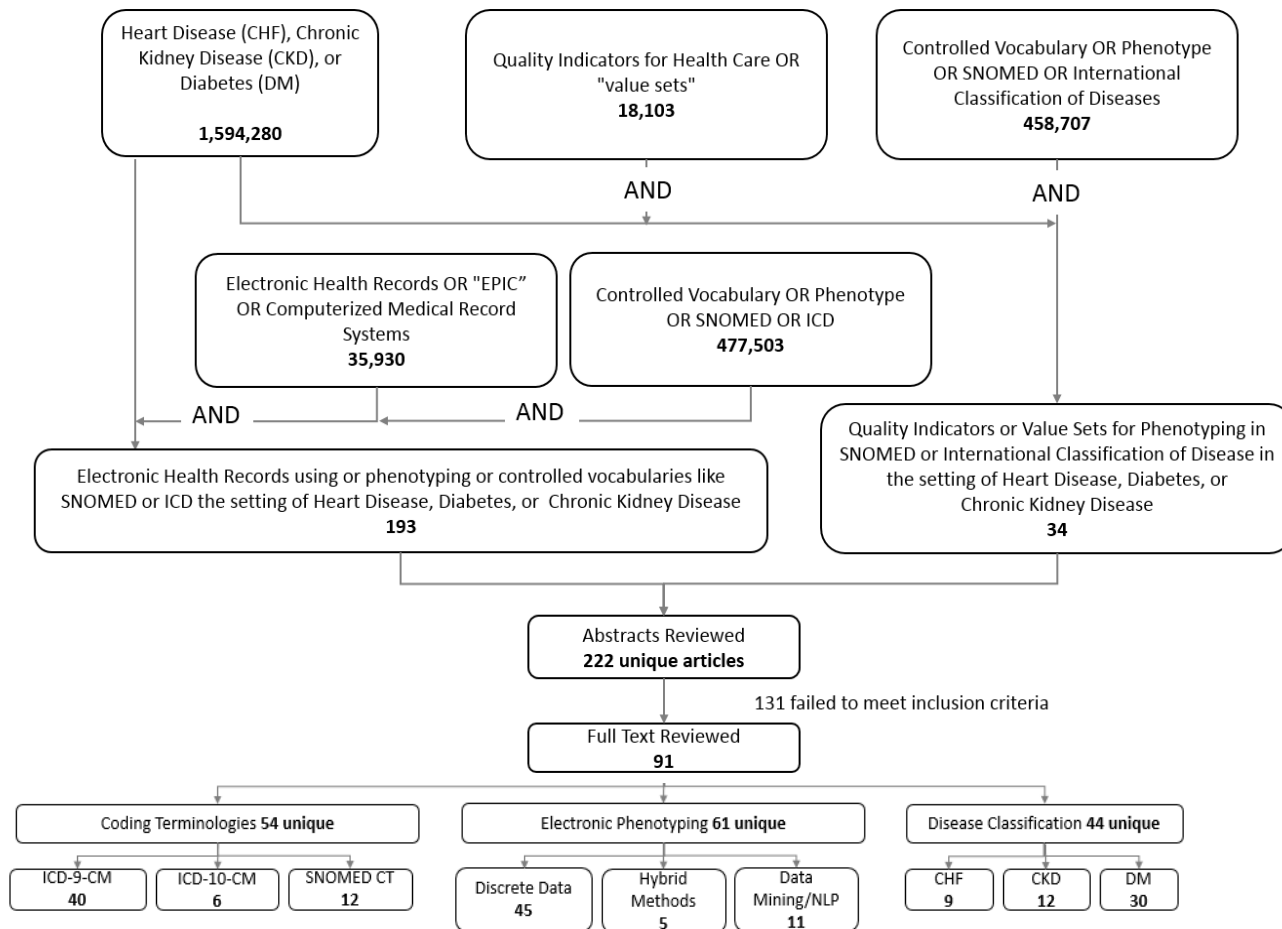 Heart Disease (CHF), Chronic
Kidney Disease (CKD), or
Diabetes (DM)
1,594,280
Quality Indicators for Health Care OR
"value sets"
18,103
Controlled Vocabulary OR Phenotype
OR SNOMED OR International
Classification of Diseases
458,707
AND
AND
Electronic Health Records OR "EPIC”
OR Computerized Medical Record
Systems
35,930
Controlled Vocabulary OR Phenotype
OR SNOMED OR ICD
477,503
AND
AND
Electronic Health Records using or phenotyping or controlled vocabularies like
SNOMED or ICD the setting of Heart Disease, Diabetes, or Chronic Kidney Disease
193
Quality Indicators or Value Sets for Phenotyping in
SNOMED or International Classification of Disease in
the setting of Heart Disease, Diabetes, or
Chronic Kidney Disease
34
Abstracts Reviewed
222 unique articles
131 failed to meet inclusion criteria
Full Text Reviewed
91
Coding Terminologies 54 unique
Electronic Phenotyping 61 unique
Disease Classification 44 unique
ICD-9-CM
40
ICD-10-CM
6
SNOMED CT
12
Discrete Data
45
Hybrid
Methods
5
Data
Mining/NLP
11
CHF
9
CKD
12
DM
30